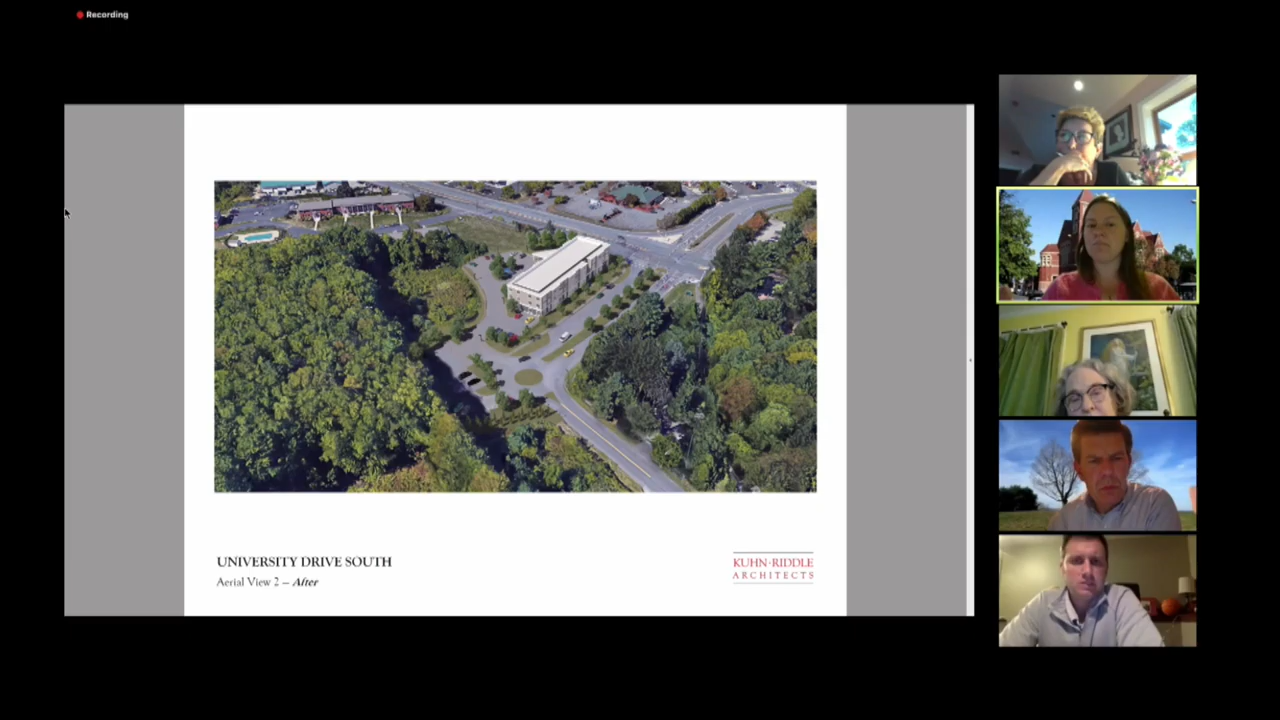 Recording
UNIVERSITY DRIVE SOUTH
Aerial View 2 – After
KUHN·RIDDLE
ARCHITECTS